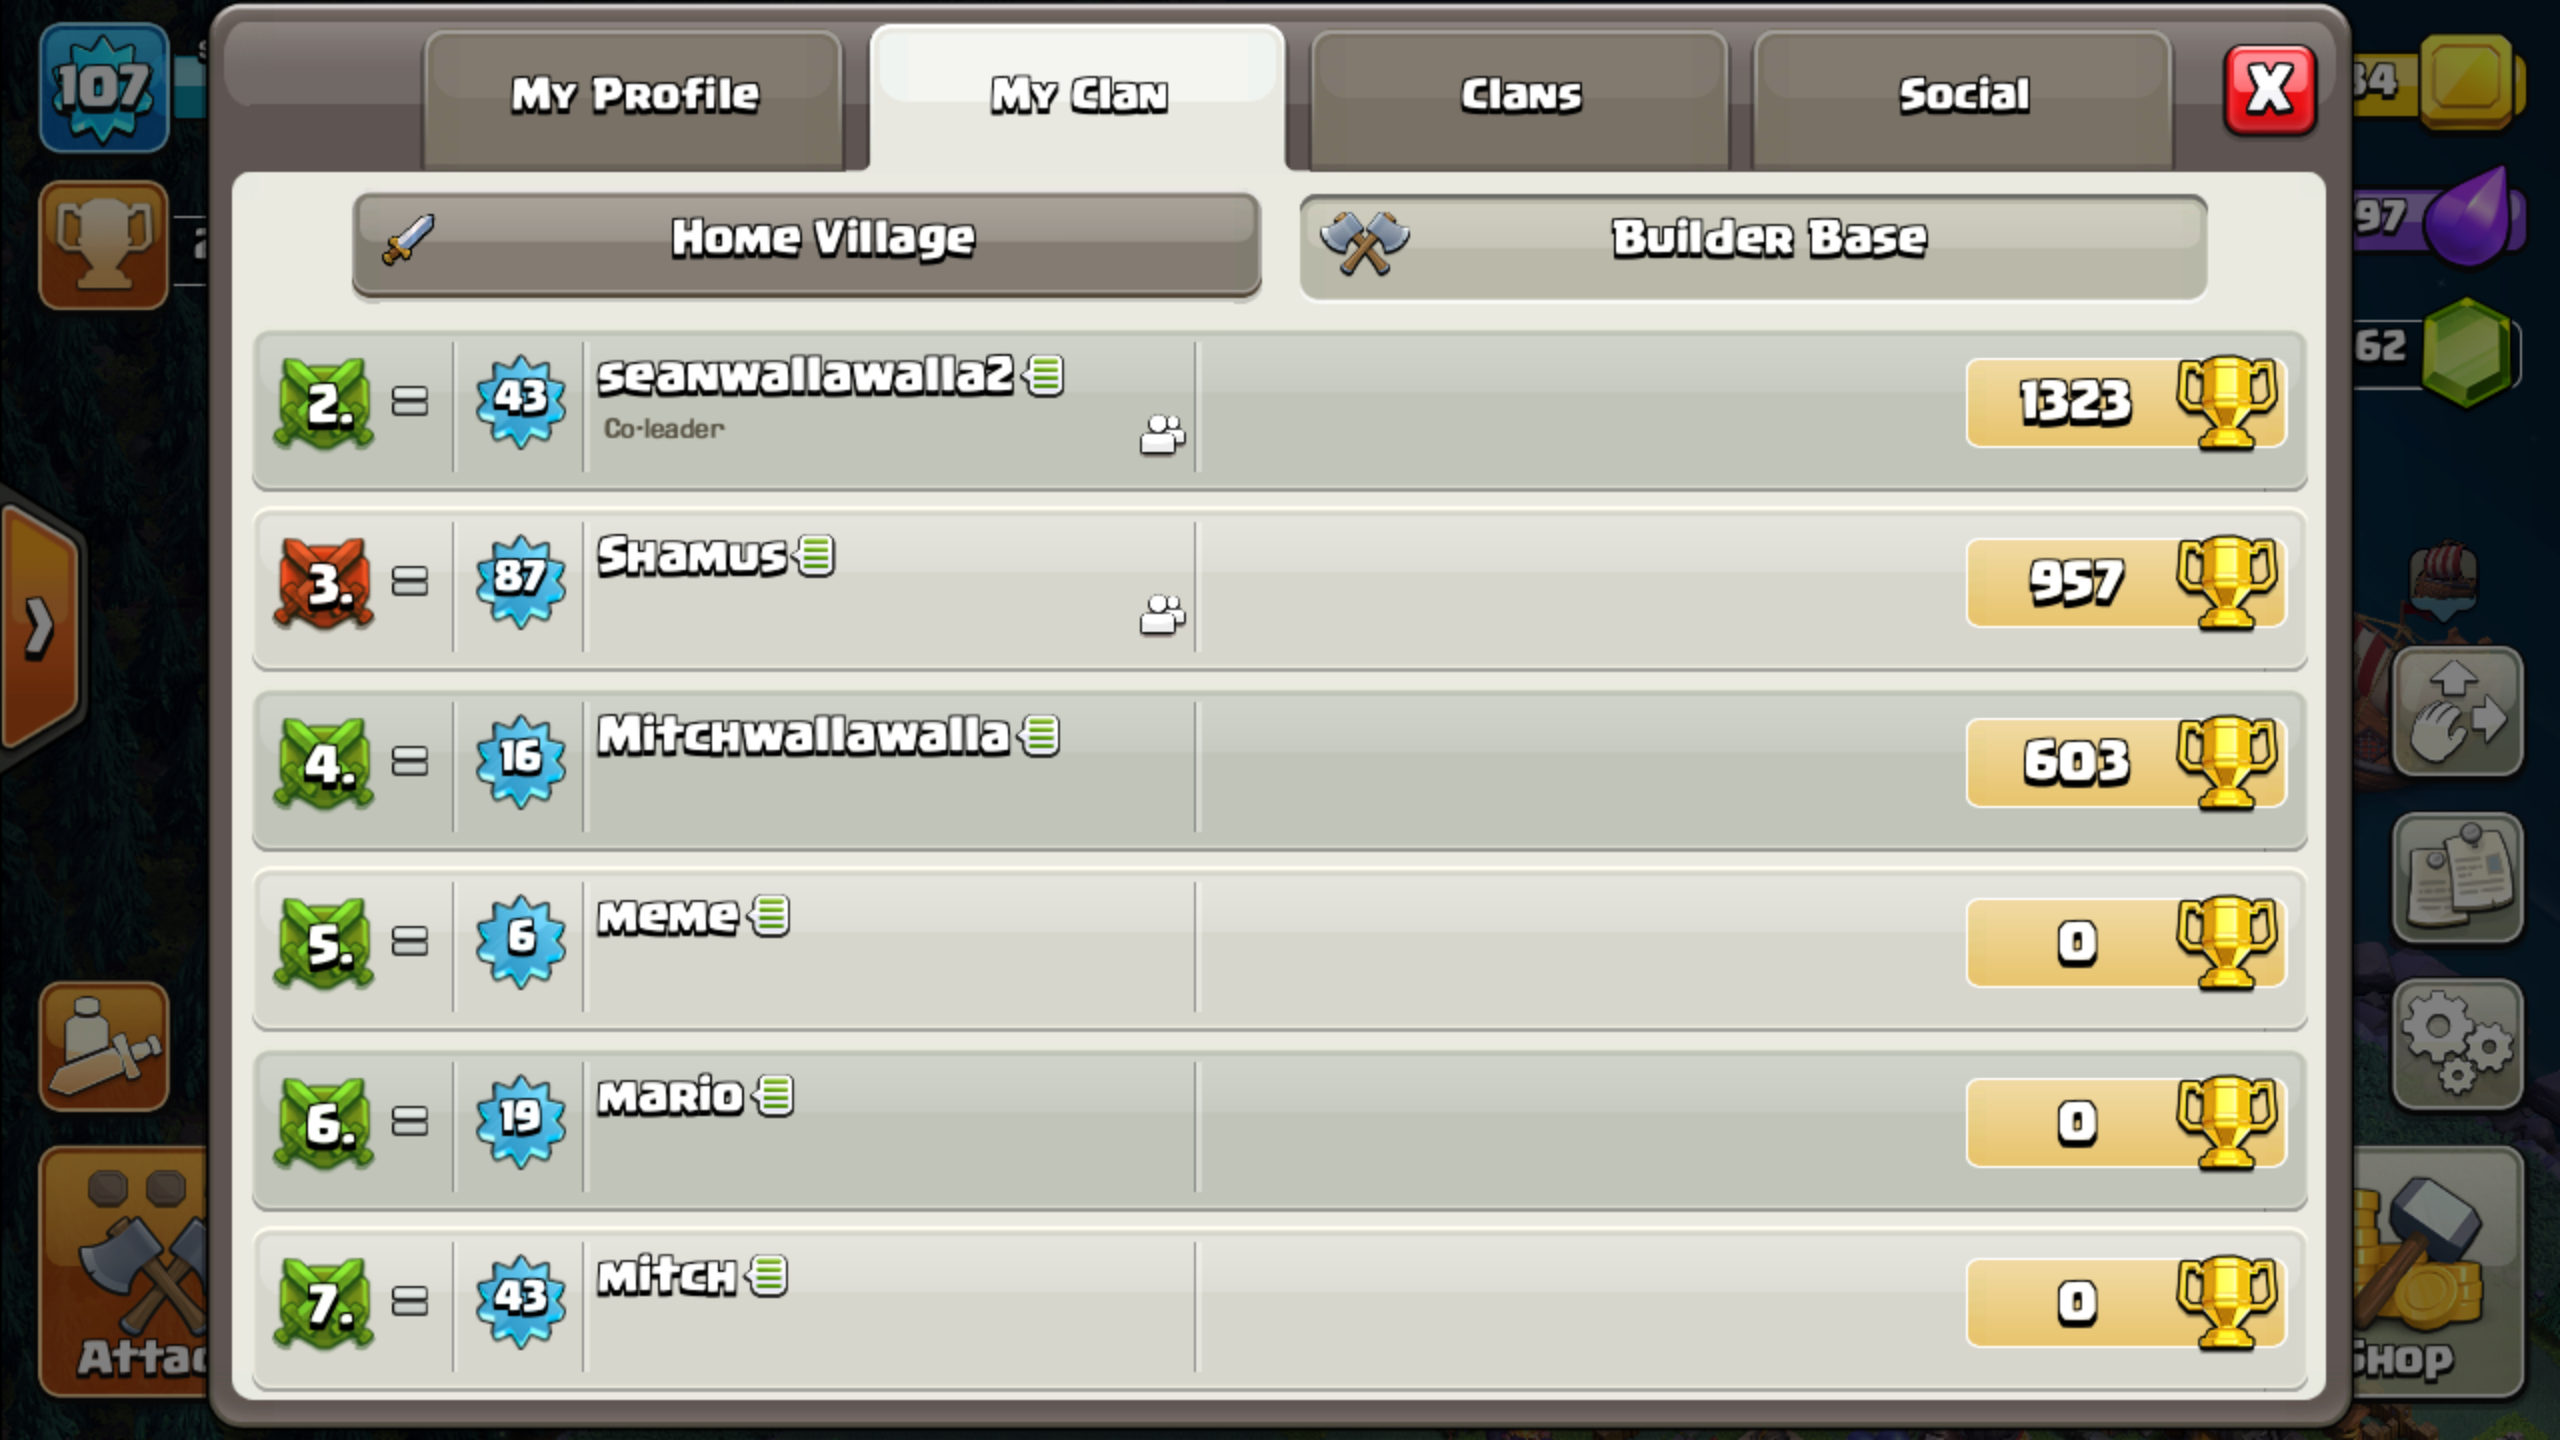 107
My Profile
My Clan
Clans
Social
X
34
Home Village
Builder Base
97
62
2.
43
seanwallawalla2
Co-leader
1323
3.
87
Shamus
957
4.
16
Mitchwallawalla
603
5.
6
meme
0
6.
19
mario
0
7.
43
mitch
0
Attac
Shop